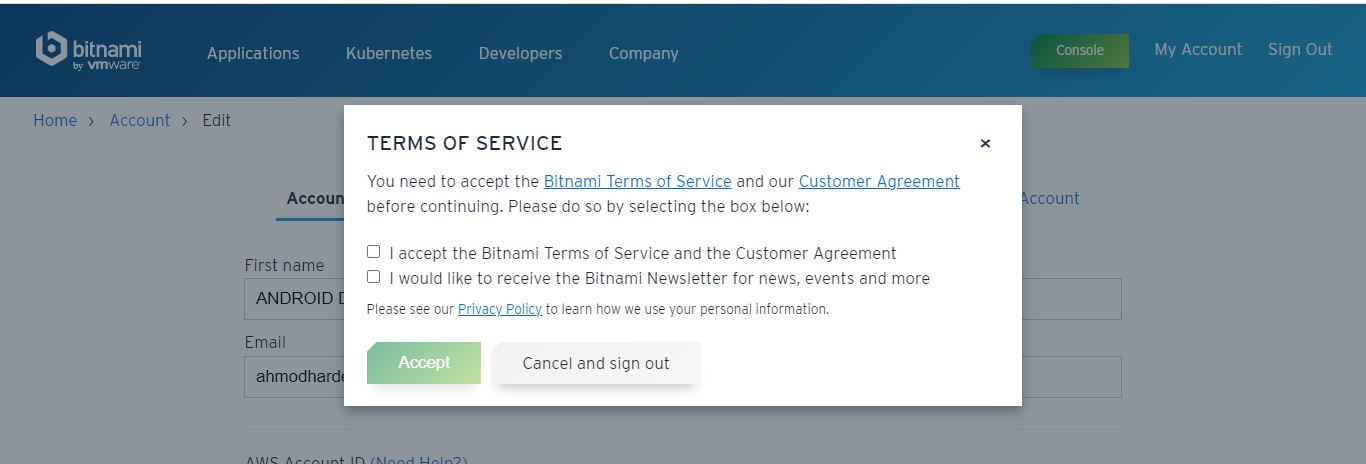 bitnami
by vmware
Applications Kubernetes Developers Company Console My Account Sign Out
Home > Account > Edit
TERMS OF SERVICE ×
You need to accept the Bitnami Terms of Service and our Customer Agreement
before continuing. Please do so by selecting the box below:
Accoun
Account
I accept the Bitnami Terms of Service and the Customer Agreement
I would like to receive the Bitnami Newsletter for news, events and more
Please see our Privacy Policy to learn how we use your personal information.
Accept Cancel and sign out
First name
ANDROID D
Email
ahmodharde
AWS Account ID (Need Help?)